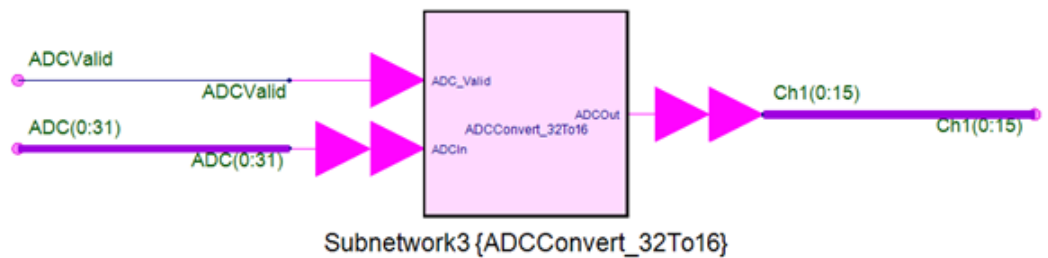 ADCValid
ADCValid
ADC_Valid
ADC(0:31)
ADC(0:31)
ADCIn
ADCOut
ADCConvert_32To16
Ch1(0:15)
Ch1(0:15)
Subnetwork3 {ADCConvert_32To16}